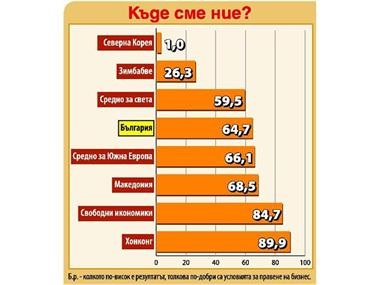 Къде сме ние?
Северна Корея 1,0
Зимбабве 26,3
Средно за света 59,5
България 64,7
Средно за Южна Европа 66,1
Македония 68,5
Свободни икономики 84,7
Хонконг 89,9
0 20 40 60 80 100
Б.р. - колкото по-висок е резултатът, толкова по-добри са условията за правене на бизнес.